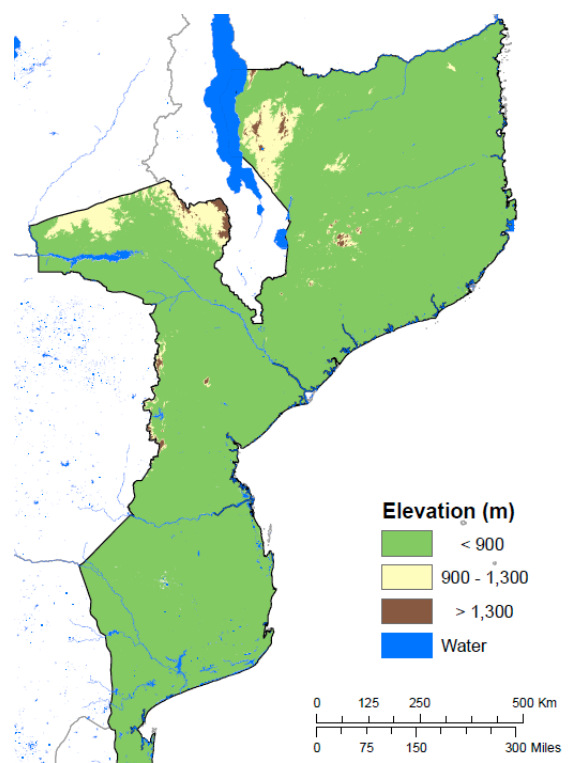 Elevation (m)
< 900
900 - 1,300
> 1,300
Water
0 125 250 500 Km
0 75 150 300 Miles